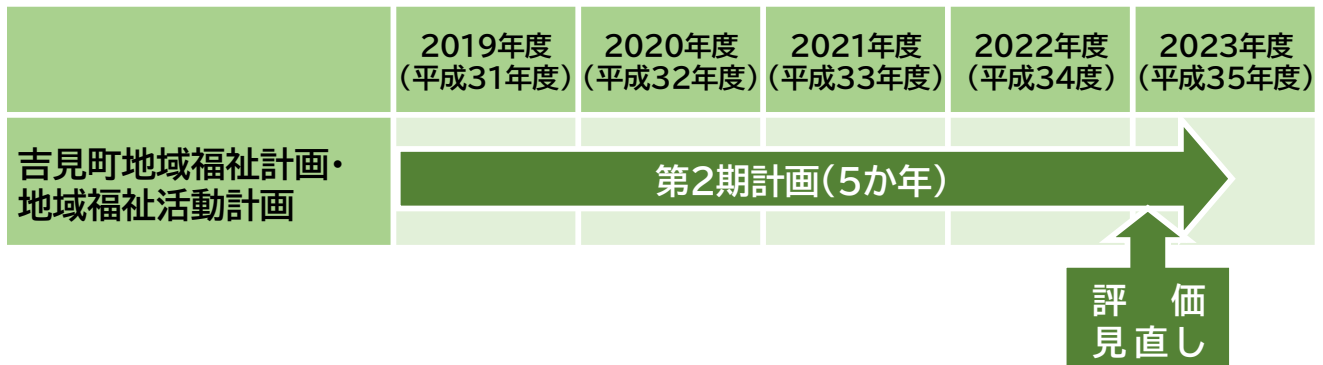 2019年度 2020年度 2021年度 2022年度 2023年度
(平成31年度) (平成32年度) (平成33年度) (平成34度) (平成35年度)
吉見町地域福祉計画・
地域福祉活動計画
第2期計画(5か年)
評 価
見直し